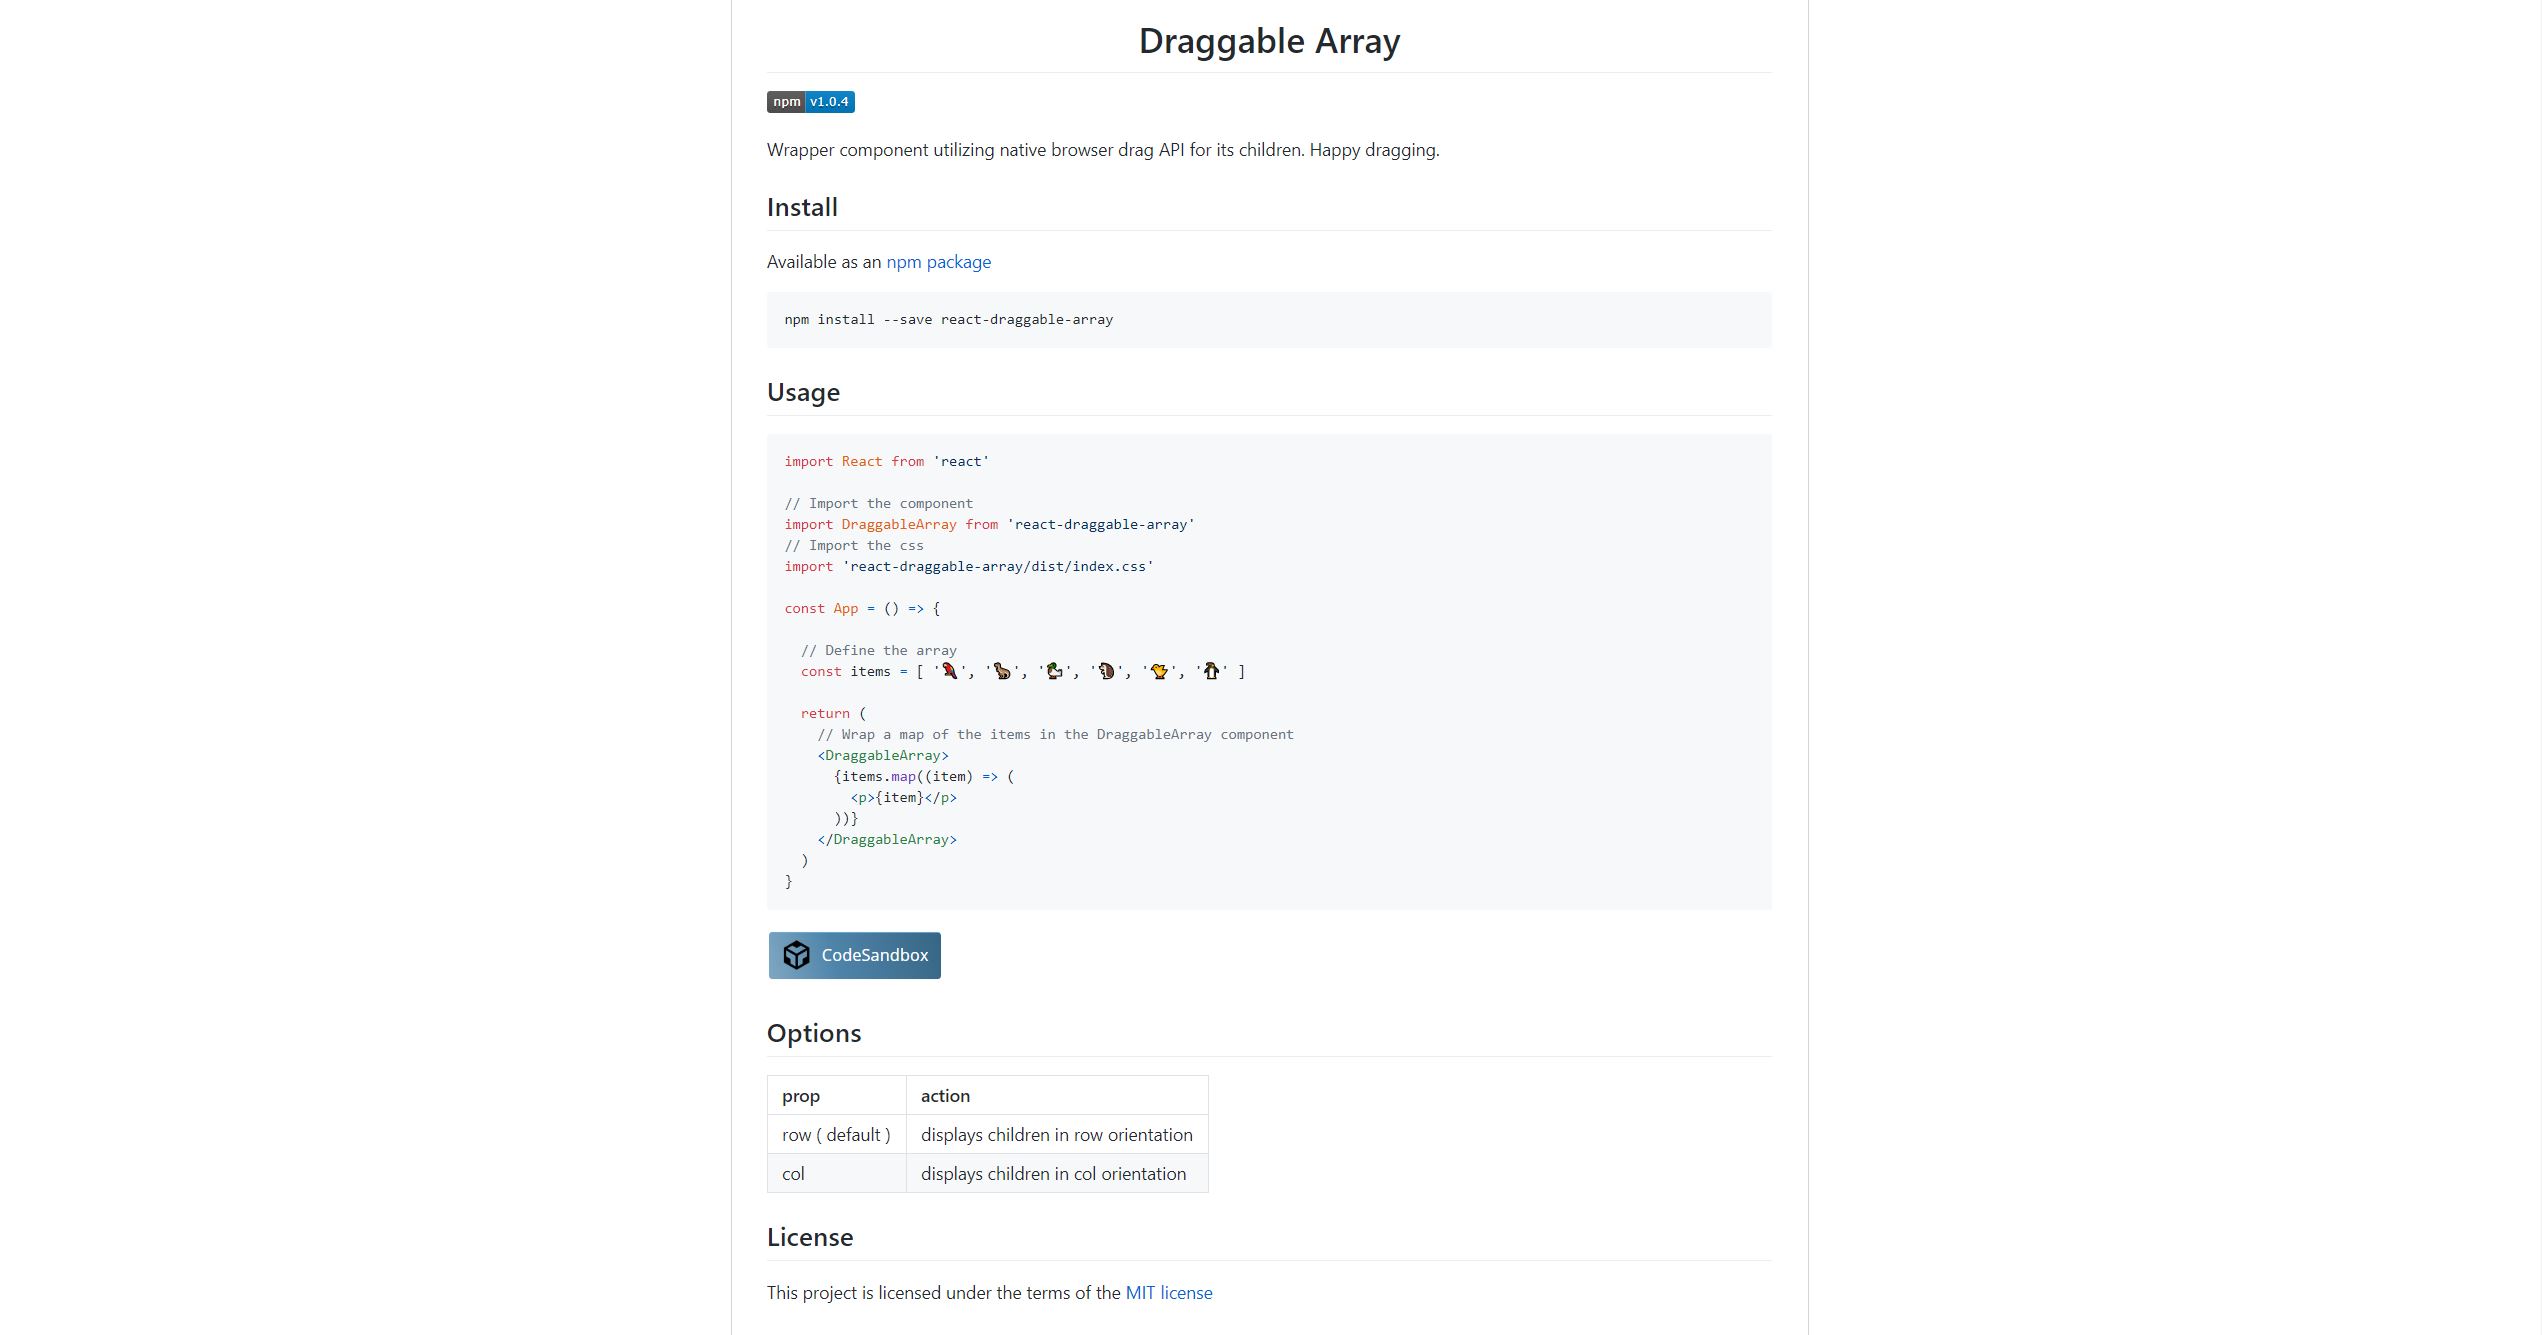 Draggable Array
npm v1.0.4
Wrapper component utilizing native browser drag API for its children. Happy dragging.
Install
Available as an npm package
npm install --save react-draggable-array
Usage
import React from 'react'
// Import the component
import DraggableArray from 'react-draggable-array'
// Import the css
import 'react-draggable-array/dist/index.css'
const App = () => {
// Define the array
const items = [ '🦜', '🐆', '🦆', '🦔', '🐤', '🐧' ]
return (
// Wrap a map of the items in the DraggableArray component
<DraggableArray>
{items.map((item) => (
<p>{item}</p>
))}
</DraggableArray>
)
}
CodeSandbox
Options
prop action
row ( default ) displays children in row orientation
col displays children in col orientation
License
This project is licensed under the terms of the MIT license